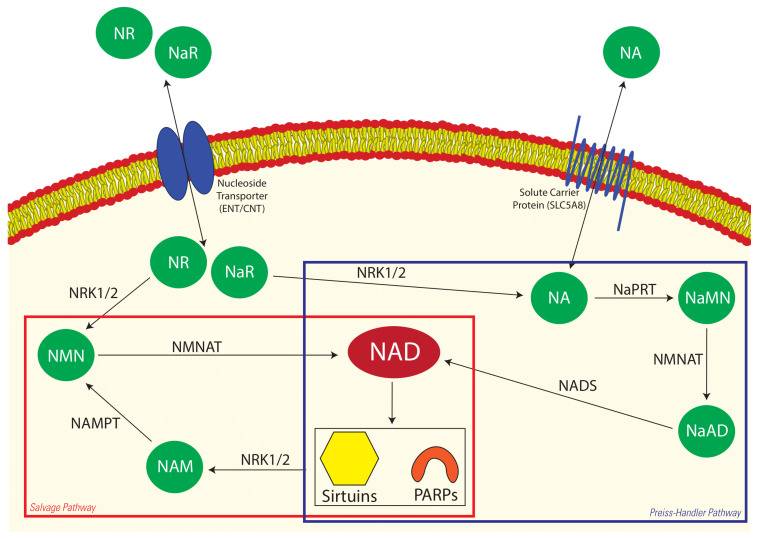 NR
NaR
NA
Nucleoside
Transporter
(ENT/CNT)
Solute Carrier
Protein (SLC5A8)
NR
NaR
NRK1/2
NRK1/2
NA
NaPRT
NaMN
NMN
NMNAT
NAD
NMNAT
NADS
NaAD
NAMPT
NAM
NRK1/2
Sirtuins
PARPs
Salvage Pathway
Preiss-Handler Pathway